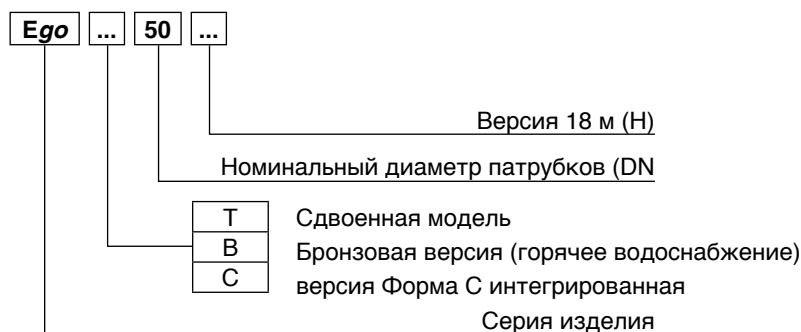 Ego ... 50 ...
Версия 18 м (H)
Номинальный диаметр патрубков (DN
T Сдвоенная модель
B Бронзовая версия (горячее водоснабжение)
C версия Форма C интегрированная
Серия изделия